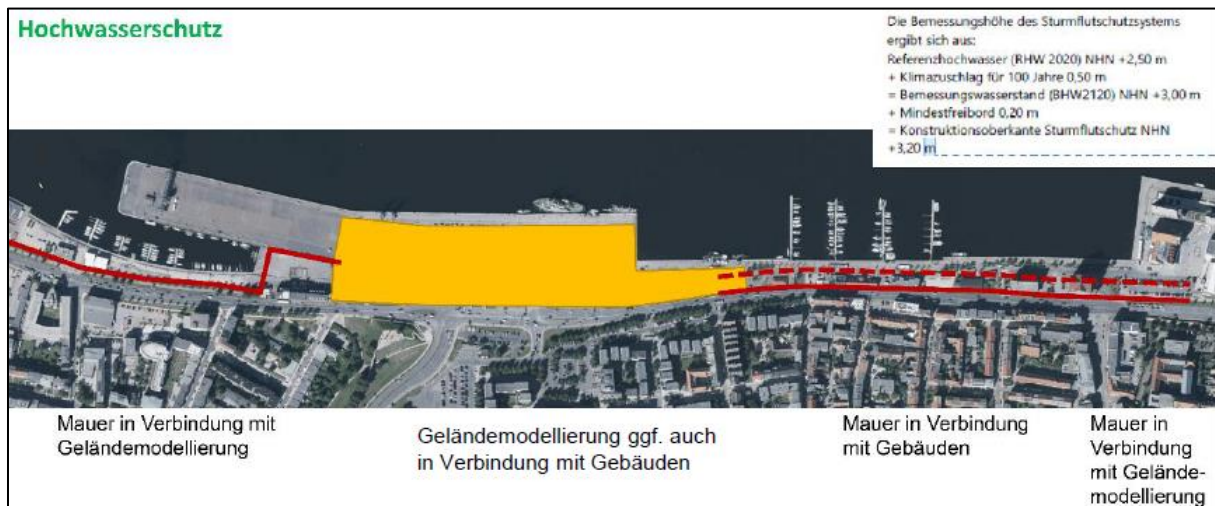 Hochwasserschutz
Die Bemessungshöhe des Sturmflutschutzsystems
ergibt sich aus:
Referenzhochwasser (RHW 2020) NHN +2,50 m
+ Klimazuschlag für 100 Jahre 0,50 m
= Bemessungswasserstand (BHW2120) NHN +3,00 m
+ Mindestfreibord 0,20 m
= Konstruktionsoberkante Sturmflutschutz NHN
+3,20 m
Mauer in Verbindung mit
Geländemodellierung
Geländemodellierung ggf. auch
in Verbindung mit Gebäuden
Mauer in Verbindung
mit Gebäuden
Mauer in
Verbindung
mit Gelände-
modellierung